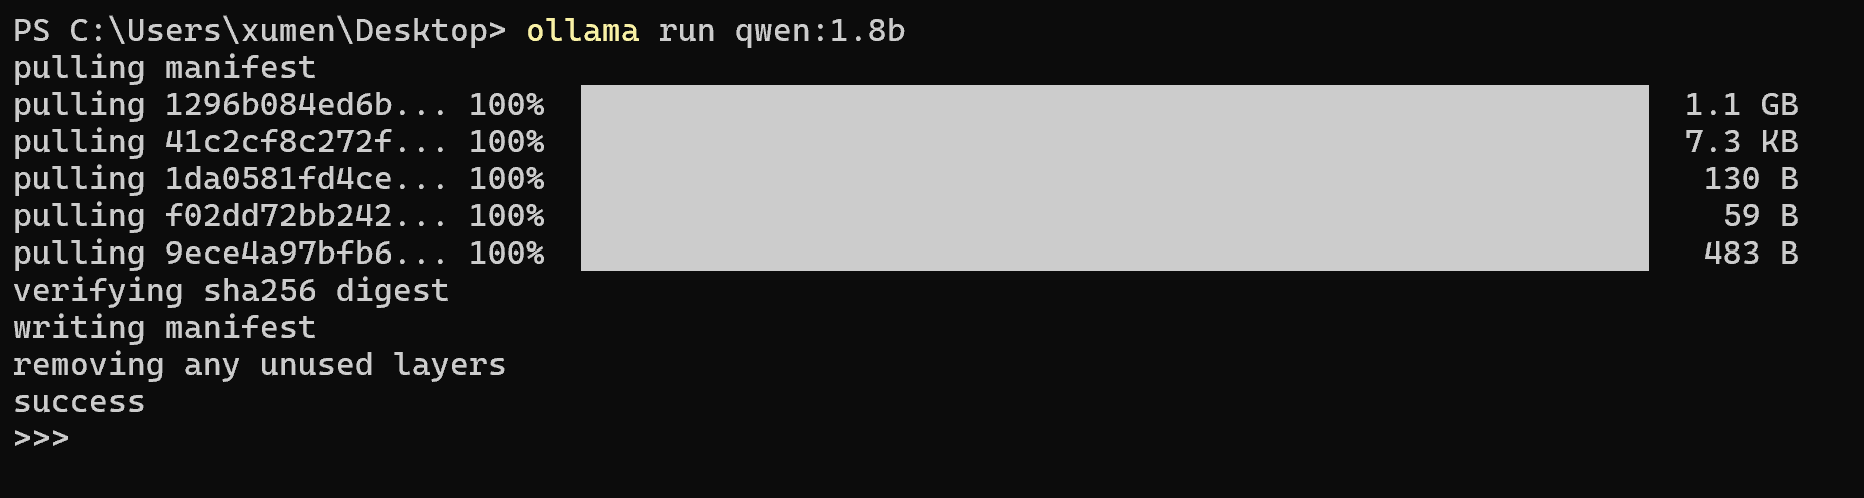 PS C:\Users\xumen\Desktop> ollama run qwen:1.8b
pulling manifest
pulling 1296b084ed6b... 100% 1.1 GB
pulling 41c2cf8c272f... 100% 7.3 KB
pulling 1da0581fd4ce... 100% 130 B
pulling f02dd72bb242... 100% 59 B
pulling 9ece4a97bfb6... 100% 483 B
verifying sha256 digest
writing manifest
removing any unused layers
success
>>>